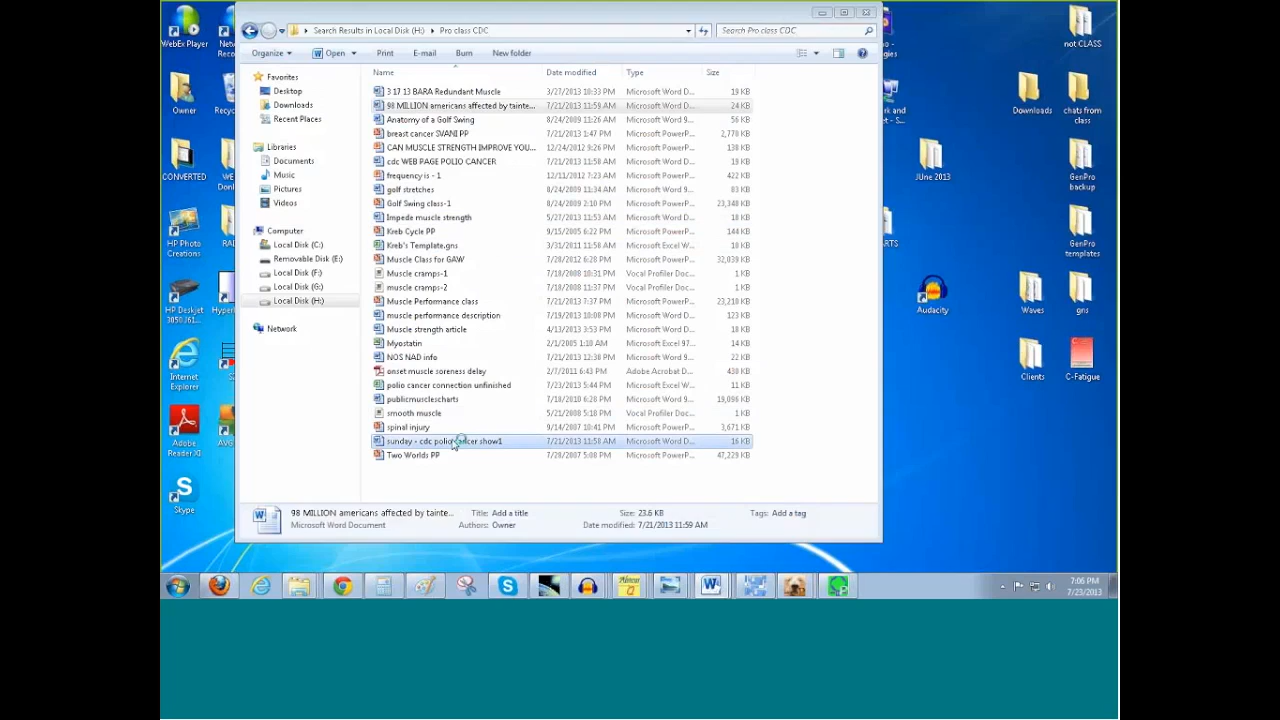 WebEx Player
Owner
CONVERTED
HP Photo Creations
HP Deskjet 3050 J61...
Internet Explorer
Adobe Reader XI
Skype
Search Results in Local Disk (H:) Pro class CDC
Search Pro class CDC
Organize Open Print E-mail Burn New folder
Favorites
Desktop
Downloads
Recent Places
Libraries
Documents
Music
Pictures
Videos
Computer
Local Disk (C:)
Removable Disk (E:)
Local Disk (F:)
Local Disk (G:)
Local Disk (H:)
Network
Name Date modified Type Size
3 17 13 BARA Redundant Muscle 3/27/2013 10:33 PM Microsoft Word D... 19 KB
98 MILLION americans affected by tainte... 7/21/2013 11:59 AM Microsoft Word D... 24 KB
Anatomy of a Golf Swing 8/24/2009 11:26 AM Microsoft Word 9... 56 KB
breast cancer SVANI PP 7/21/2013 1:47 PM Microsoft PowerP... 2,770 KB
CAN MUSCLE STRENGTH IMPROVE YOU... 12/24/2012 9:26 PM Microsoft PowerP... 138 KB
cdc WEB PAGE POLIO CANCER 7/21/2013 11:58 AM Microsoft Word D... 19 KB
frequency is - 1 12/11/2012 7:23 AM Microsoft PowerP... 422 KB
golf stretches 8/24/2009 11:34 AM Microsoft Word 9... 83 KB
Golf Swing class-1 8/24/2009 2:10 PM Microsoft PowerP... 23,348 KB
Impede muscle strength 5/27/2013 11:53 AM Microsoft Word D... 18 KB
Kreb Cycle PP 9/15/2005 6:22 PM Microsoft PowerP... 144 KB
Kreb's Template.gns 3/31/2011 11:58 AM Microsoft Excel W... 10 KB
Muscle Class for GAW 7/28/2012 6:28 PM Microsoft PowerP... 32,039 KB
Muscle cramps-1 7/18/2008 10:31 PM Vocal Profiler Doc... 1 KB
muscle cramps-2 7/18/2008 11:37 PM Vocal Profiler Doc... 1 KB
Muscle Performance class 7/21/2013 7:37 PM Microsoft PowerP... 23,210 KB
muscle performance description 7/19/2013 10:08 PM Microsoft Word 9... 123 KB
Muscle strength article 4/13/2013 3:53 PM Microsoft Word D... 18 KB
Myostatin 2/1/2005 1:10 AM Microsoft Excel 97... 14 KB
NOS NAD info 7/21/2013 12:38 PM Microsoft Word 9... 22 KB
onset muscle soreness delay 2/7/2011 6:43 PM Adobe Acrobat D... 430 KB
polio cancer connection unfinished 7/23/2013 5:44 PM Microsoft Excel W... 11 KB
publicmusclecharts 7/18/2010 6:28 PM Microsoft Word 9... 19,096 KB
smooth muscle 5/21/2008 5:18 PM Vocal Profiler Doc... 1 KB
spinal injury 9/14/2007 10:41 PM Microsoft PowerP... 3,671 KB
sunday - cdc polio cancer show1 7/21/2013 11:58 AM Microsoft Word D... 16 KB
Two Worlds PP 7/28/2007 5:08 PM Microsoft PowerP... 47,229 KB
98 MILLION americans affected by tainte... Title: Add a title Size: 23.6 KB Tags: Add a tag
Microsoft Word Document Authors: Owner Date modified: 7/21/2013 11:59 AM
not CLASS
Downloads
chats from class
JUne 2013
GenPro backup
GenPro templates
Audacity
Waves
gns
Clients
C-Fatigue
7:06 PM
7/23/2013